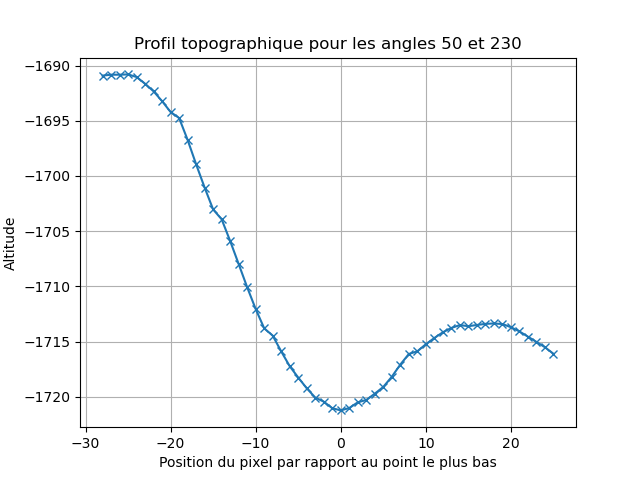 Profil topographique pour les angles 50 et 230
−1690
−1695
−1700
−1705
−1710
−1715
−1720
Altitude
−30 −20 −10 0 10 20
Position du pixel par rapport au point le plus bas